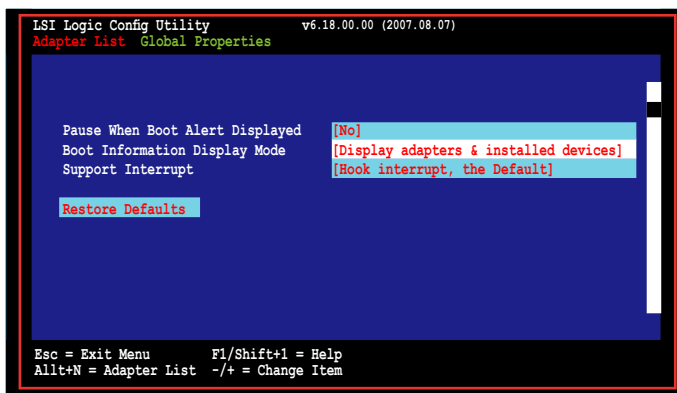 LSI Logic Config Utility v6.18.00.00 (2007.08.07)
Adapter List Global Properties
Pause When Boot Alert Displayed [No]
Boot Information Display Mode [Display adapters & installed devices]
Support Interrupt [Hook interrupt, the Default]
Restore Defaults
Esc = Exit Menu F1/Shift+1 = Help
Allt+N = Adapter List -/+ = Change Item